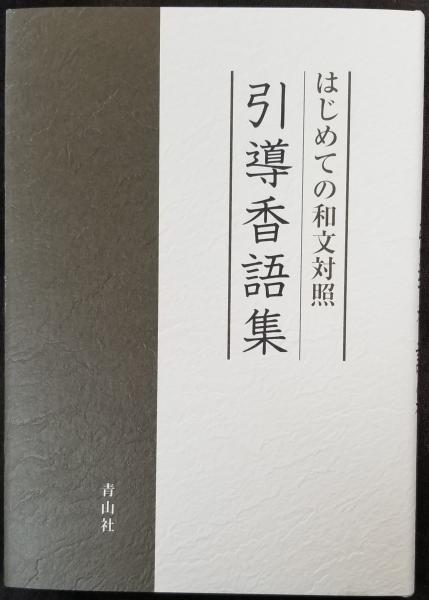 はじめての和文対照
引導香語集
青山社